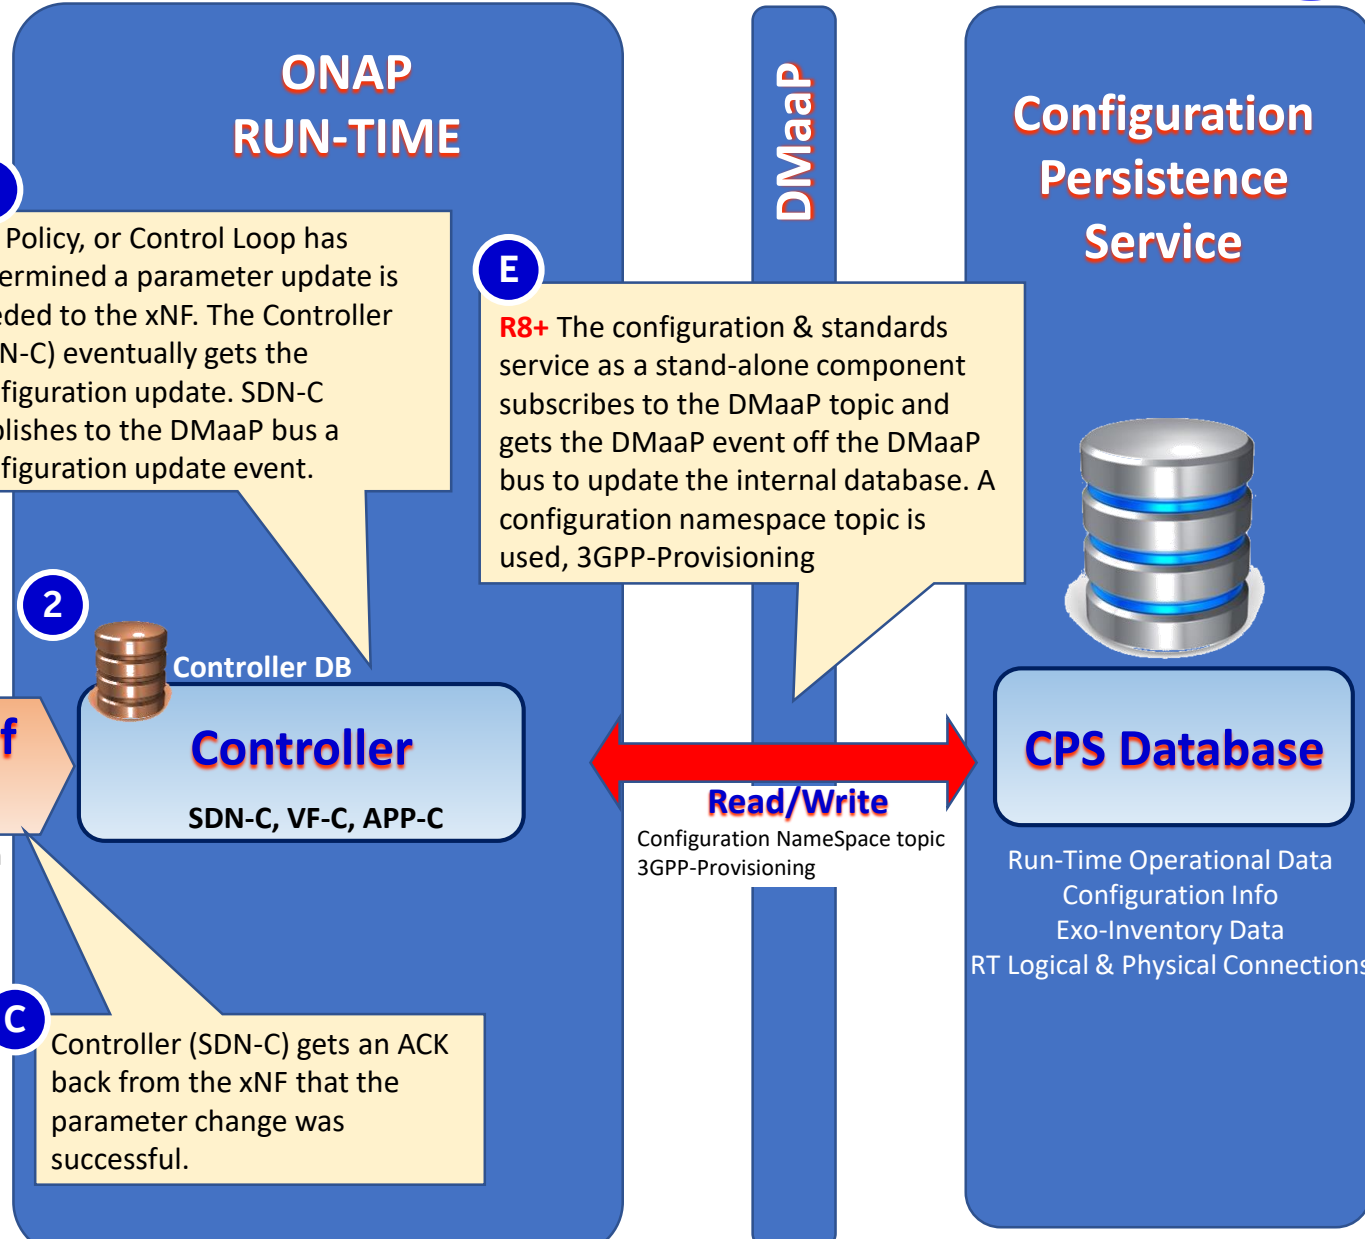 ONAP
RUN-TIME
DMaaP
Configuration
Persistence
Service
Policy, or Control Loop has
ermined a parameter update is
eded to the xNF. The Controller
N-C) eventually gets the
figuration update. SDN-C
lishes to the DMaaP bus a
figuration update event.
E
R8+ The configuration & standards
service as a stand-alone component
subscribes to the DMaaP topic and
gets the DMaaP event off the DMaaP
bus to update the internal database. A
configuration namespace topic is
used, 3GPP-Provisioning
2
Controller DB
f
Controller
SDN-C, VF-C, APP-C
Read/Write
Configuration NameSpace topic
3GPP-Provisioning
CPS Database
Run-Time Operational Data
Configuration Info
Exo-Inventory Data
RT Logical & Physical Connections
C
Controller (SDN-C) gets an ACK
back from the xNF that the
parameter change was
successful.